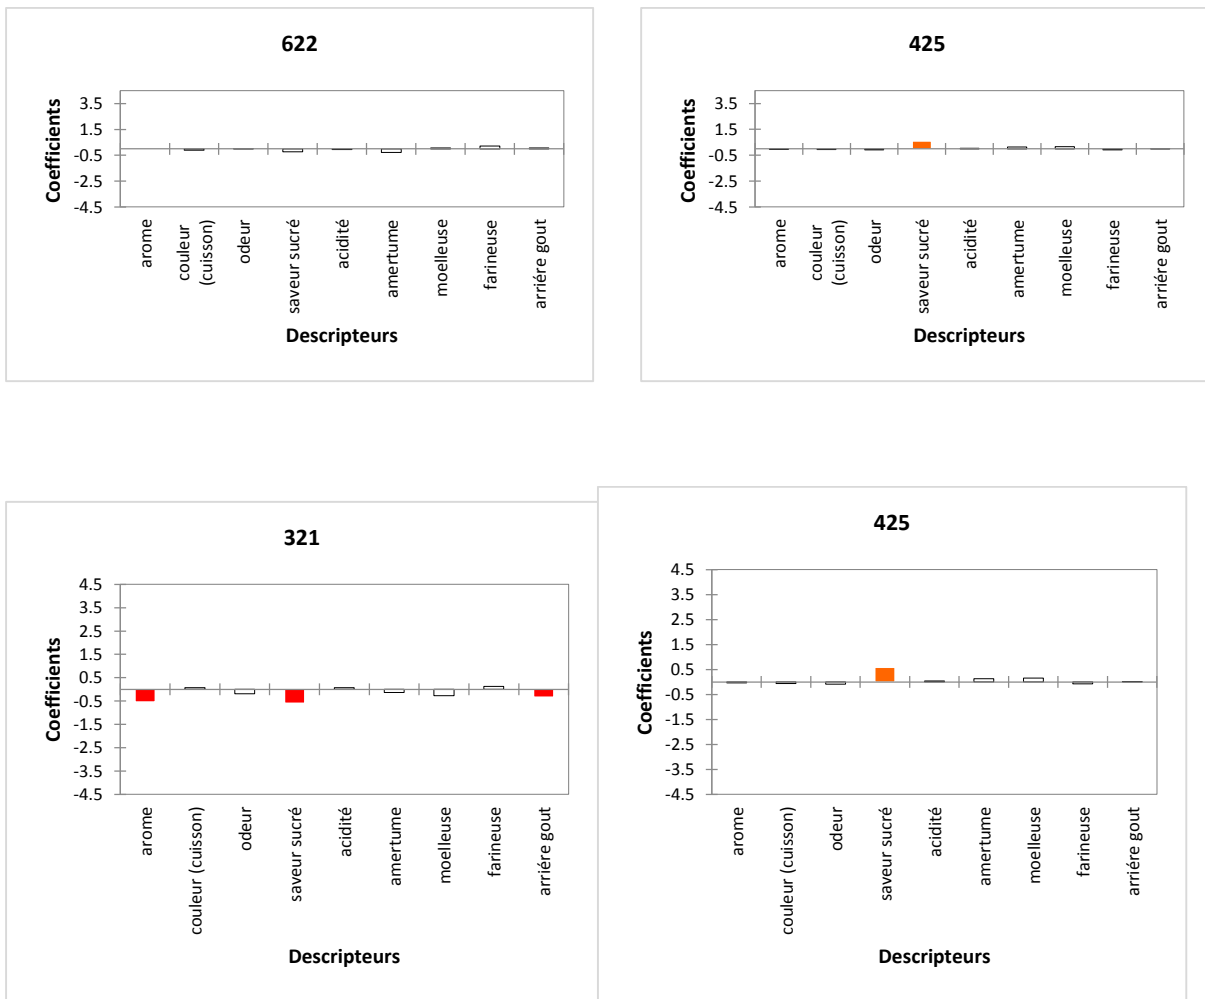 622
Coefficients
3.5
1.5
-0.5
-2.5
-4.5
arome
couleur
(cuisson)
odeur
saveur sucré
acidité
amertume
moelleuse
farineuse
arriére gout
Descripteurs
425
Coefficients
3.5
1.5
-0.5
-2.5
-4.5
arome
couleur
(cuisson)
odeur
saveur sucré
acidité
amertume
moelleuse
farineuse
arriére gout
Descripteurs
321
Coefficients
4.5
3.5
2.5
1.5
0.5
-0.5
-1.5
-2.5
-3.5
-4.5
arome
couleur (cuisson)
odeur
saveur sucré
acidité
amertume
moelleuse
farineuse
arriére gout
Descripteurs
425
Coefficients
4.5
3.5
2.5
1.5
0.5
-0.5
-1.5
-2.5
-3.5
-4.5
arome
couleur (cuisson)
odeur
saveur sucré
acidité
amertume
moelleuse
farineuse
arriére gout
Descripteurs